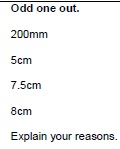 Odd one out.
200mm
5cm
7.5cm
8cm
Explain your reasons.